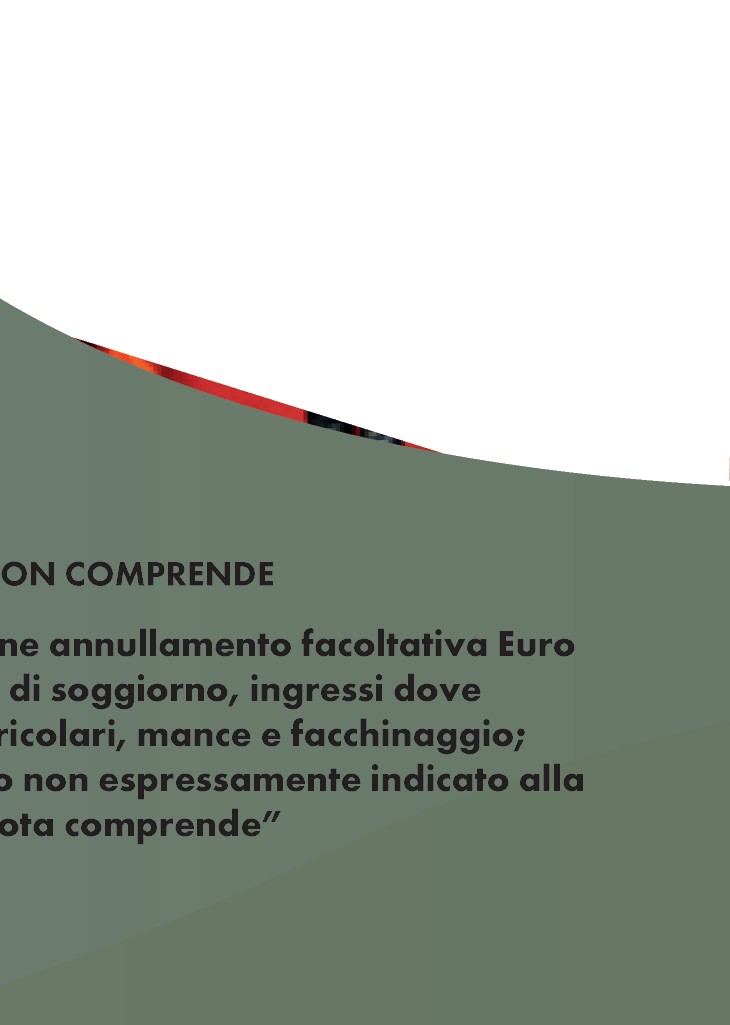 ON COMPRENDE
ne annullamento facoltativa Euro
di soggiorno, ingressi dove
ricolari, mance e facchinaggio;
o non espressamente indicato alla
ota comprende”